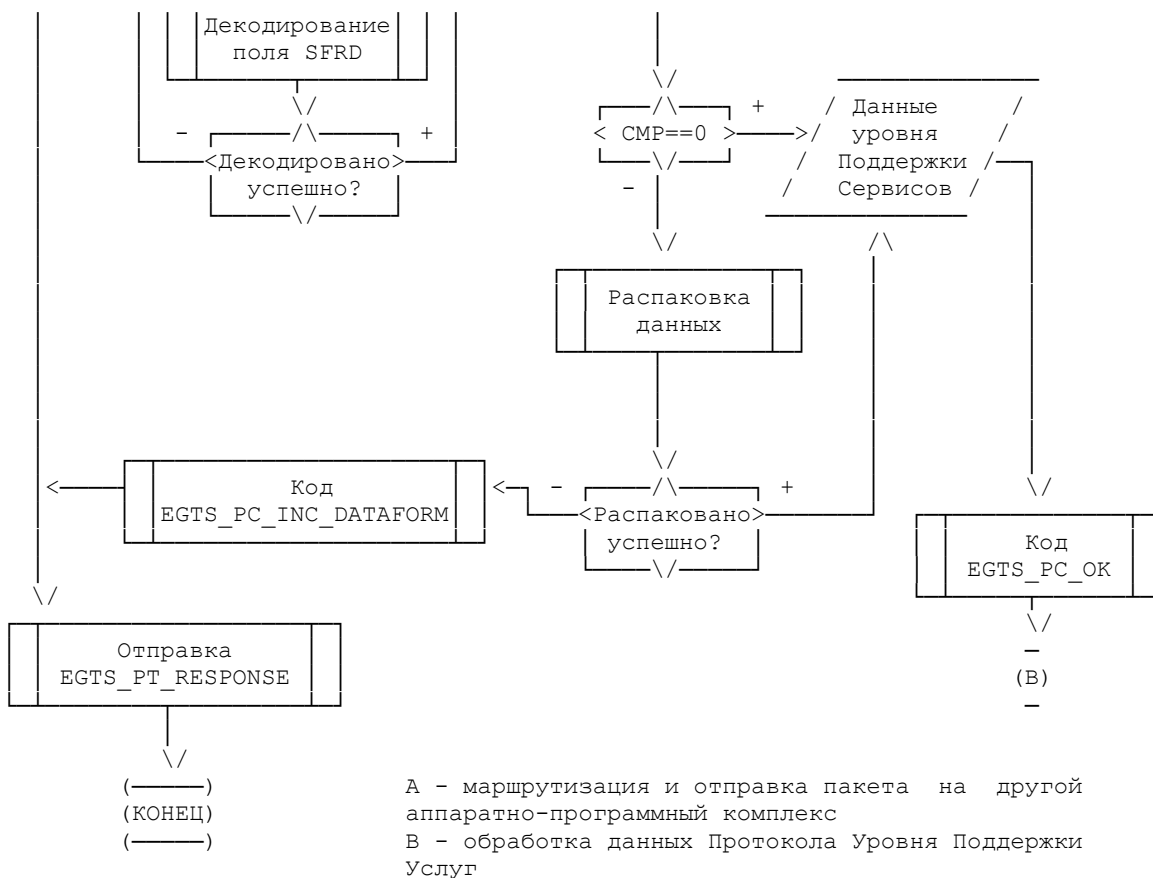 Декодирование
поля SFRD
+
CMP==0
-
Данные
уровня
Поддержки
Сервисов
-
+
Декодировано
успешно?
Распаковка
данных
Код
EGTS_PC_INC_DATAFORM
-
+
Распаковано
успешно?
Код
EGTS_PC_OK
Отправка
EGTS_PT_RESPONSE
(B)
(КОНЕЦ)
A - маршрутизация и отправка пакета на другой
аппаратно-программный комплекс
B - обработка данных Протокола Уровня Поддержки
Услуг